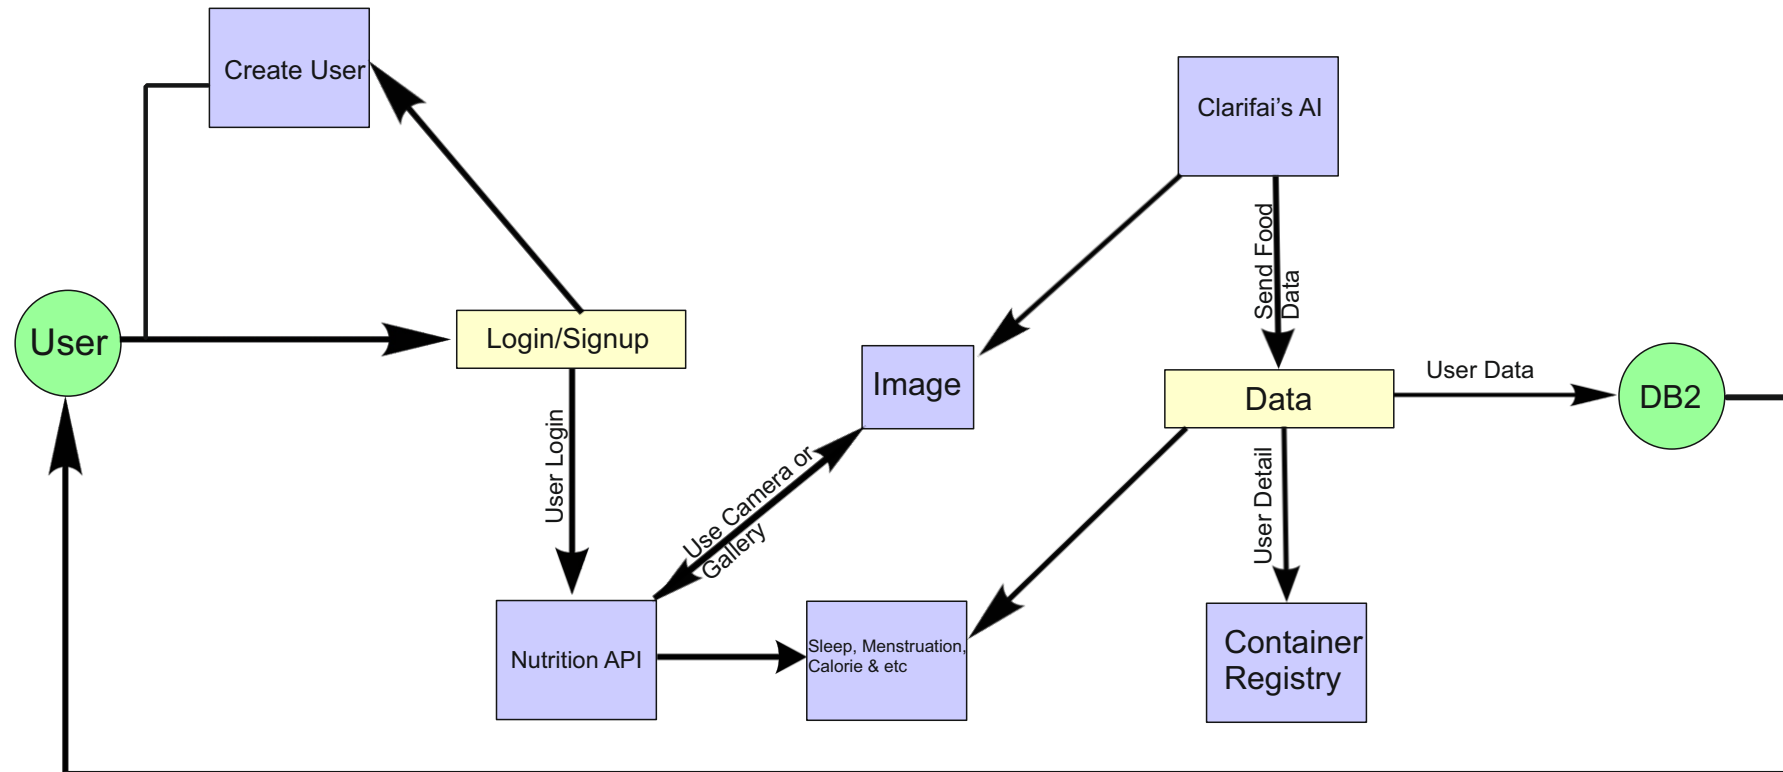 Create User
Clarifai's AI
Send Food
Data
User
Login/Signup
Image
Data
User Data
DB2
User Login
Use Camera or
Gallery
User Detail
Nutrition API
Sleep, Menstruation,
Calorie & etc
Container
Registry